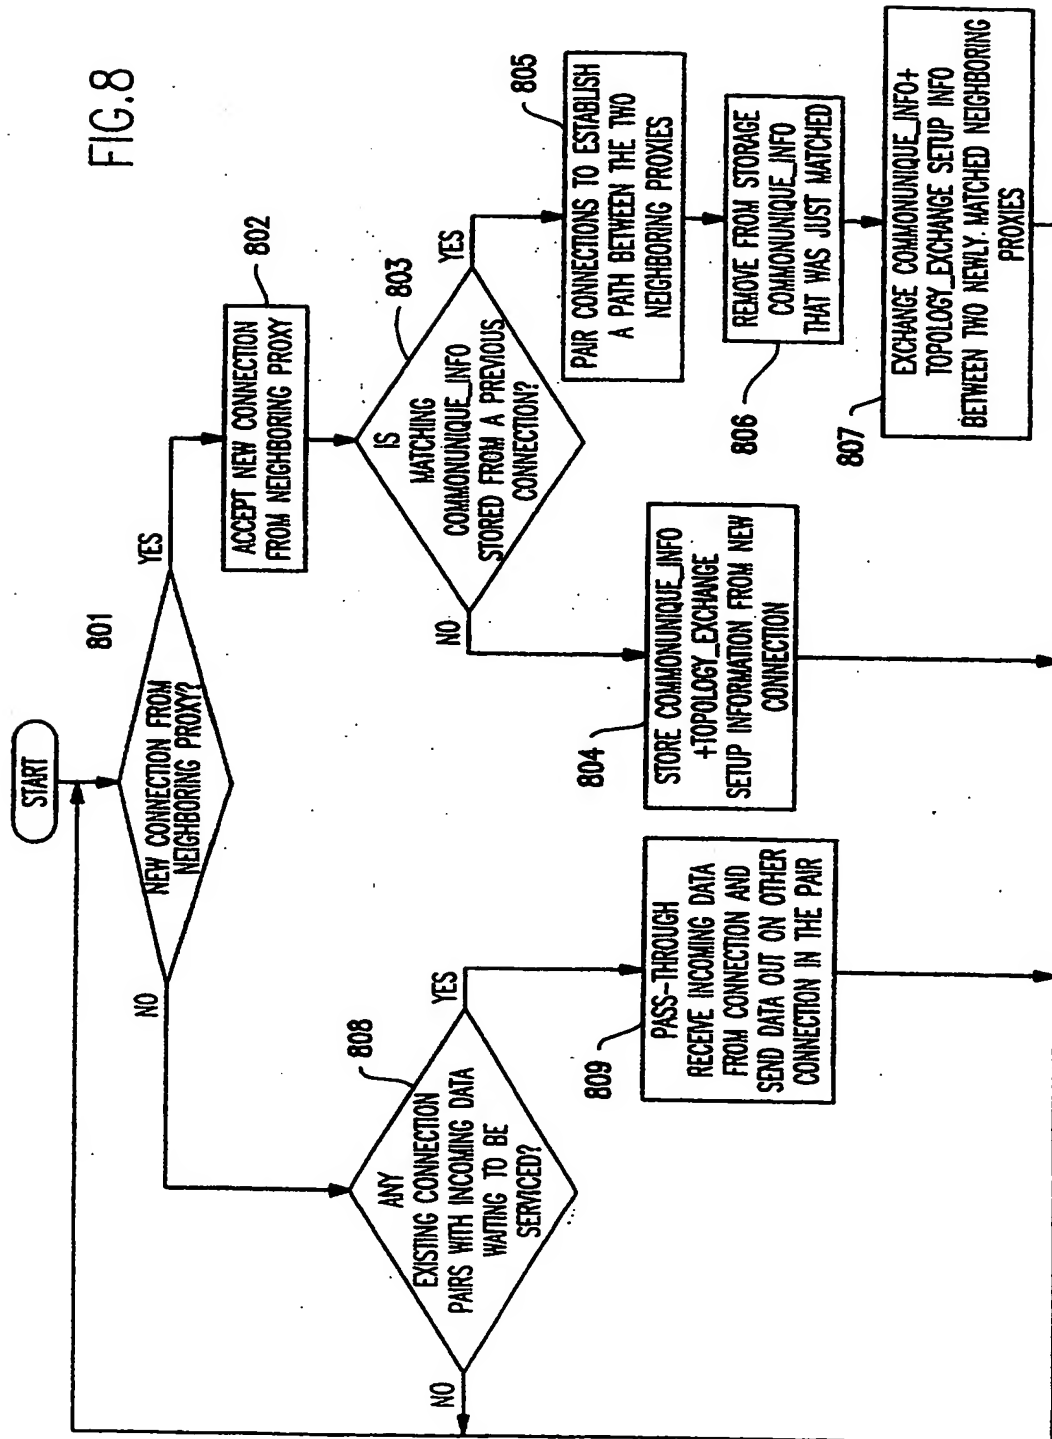 FIG.8
START
801
NEW CONNECTION FROM
NEIGHBORING PROXY?
YES
NO
802
ACCEPT NEW CONNECTION
FROM NEIGHBORING PROXY
803
IS
MATCHING
COMMONUNIQUE_INFO
STORED FROM A PREVIOUS
CONNECTION?
YES
NO
805
PAIR CONNECTIONS TO ESTABLISH
A PATH BETWEEN THE TWO
NEIGHBORING PROXIES
806
REMOVE FROM STORAGE
COMMONUNIQUE_INFO
THAT WAS JUST MATCHED
807
EXCHANGE COMMONUNIQUE_INFO+
TOPOLOGY_EXCHANGE SETUP INFO
BETWEEN TWO NEWLY MATCHED NEIGHBORING
PROXIES
804
STORE COMMONUNIQUE_INFO
+TOPOLOGY_EXCHANGE
SETUP INFORMATION FROM NEW
CONNECTION
808
ANY
EXISTING CONNECTION
PAIRS WITH INCOMING DATA
WAITING TO BE
SERVICED?
YES
NO
809
PASS-THROUGH
RECEIVE INCOMING DATA
FROM CONNECTION AND
SEND DATA OUT ON OTHER
CONNECTION IN THE PAIR